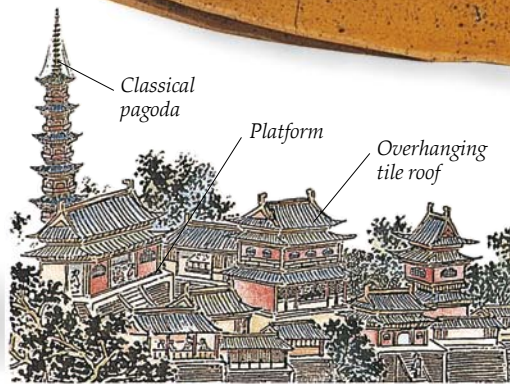 Classical
pagoda
Platform
Overhanging
tile roof